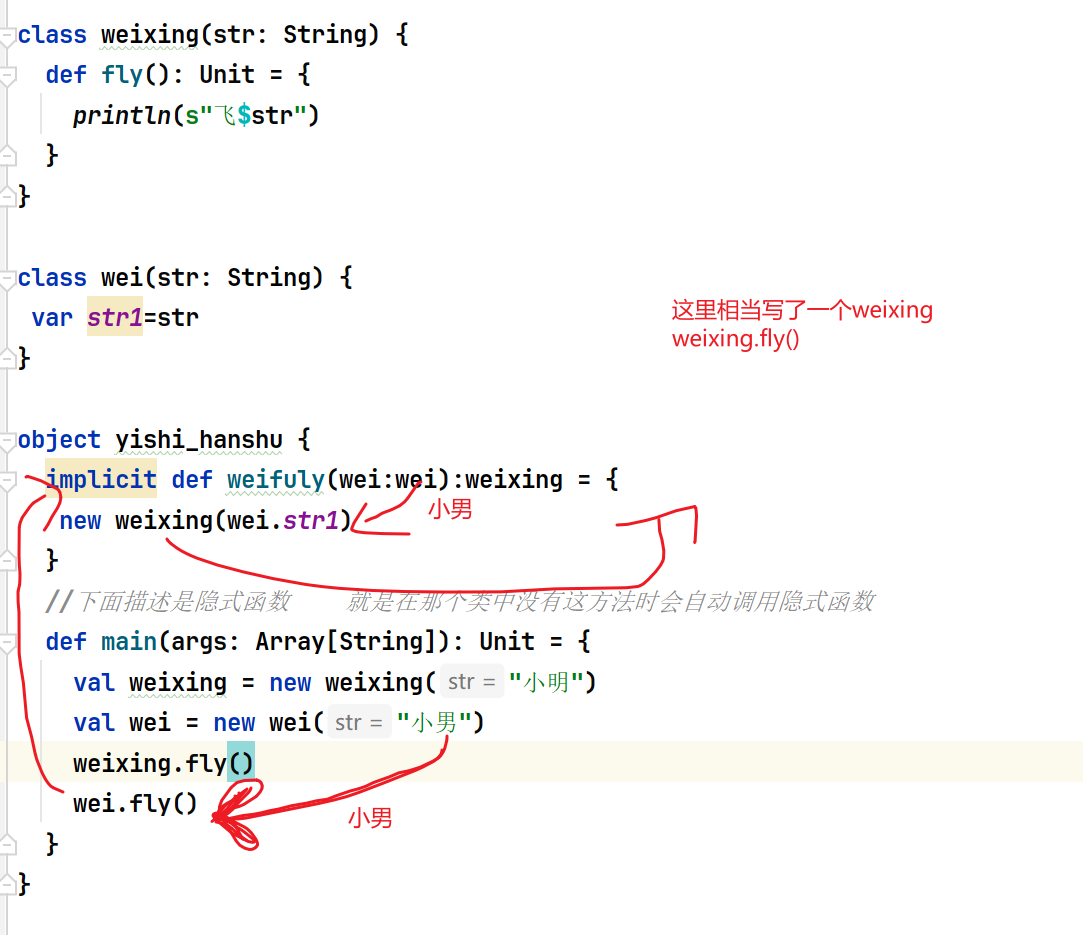 class weixing(str: String) {
  def fly(): Unit = {
    println(s"飞$str")
  }
}
class wei(str: String) {
 var str1=str
这里相当写了一个weixing
weixing.fly()
}
object yishi_hanshu {
  implicit def weifuly(wei:wei):weixing = {
小男
   new weixing(wei.str1)
  }
  //下面描述是隐式函数    就是在那个类中没有这方法时会自动调用隐式函数
  def main(args: Array[String]): Unit = {
    val weixing = new weixing( str = "小明")
    val wei = new wei( str = "小男")
    weixing.fly()
    wei.fly()
小男
  }
}